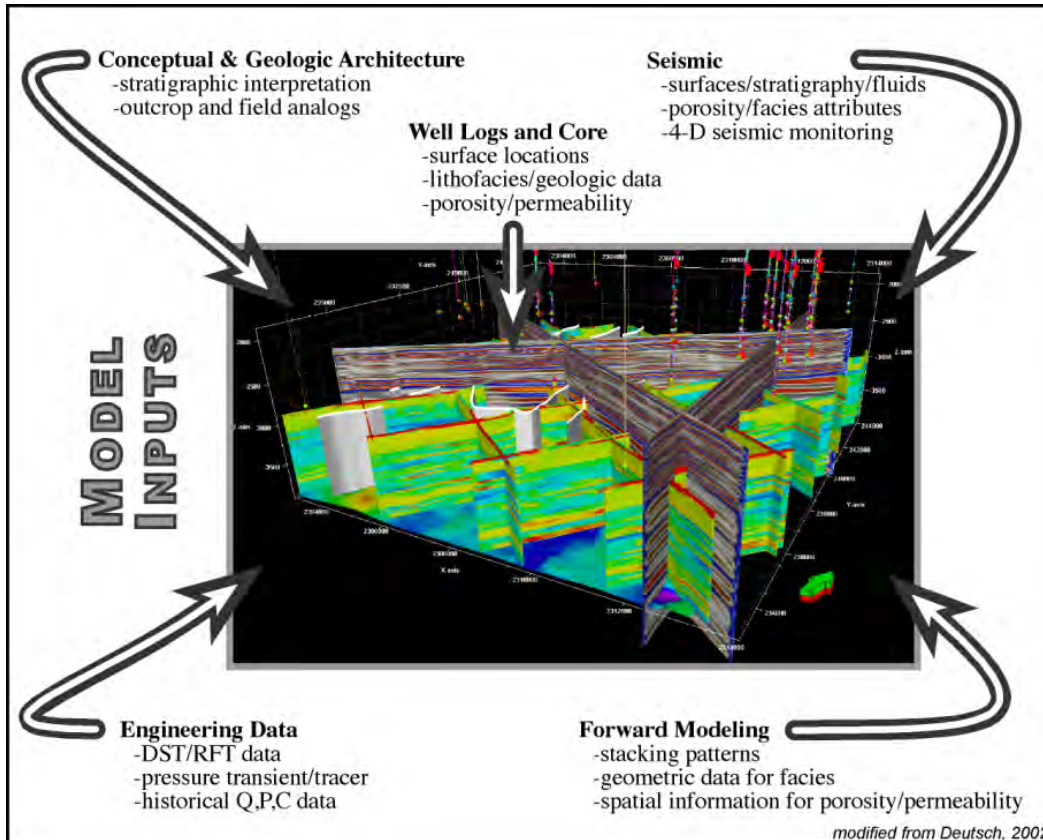 Conceptual & Geologic Architecture
-stratigraphic interpretation
-outcrop and field analogs
Seismic
-surfaces/stratigraphy/fluids
-porosity/facies attributes
-4-D seismic monitoring
Well Logs and Core
-surface locations
-lithofacies/geologic data
-porosity/permeability
MODEL
INPUTS
Y-axis
X axis
Y-axis
Engineering Data
-DST/RFT data
-pressure transient/tracer
-historical Q,P,C data
Forward Modeling
-stacking patterns
-geometric data for facies
-spatial information for porosity/permeability
modified from Deutsch,